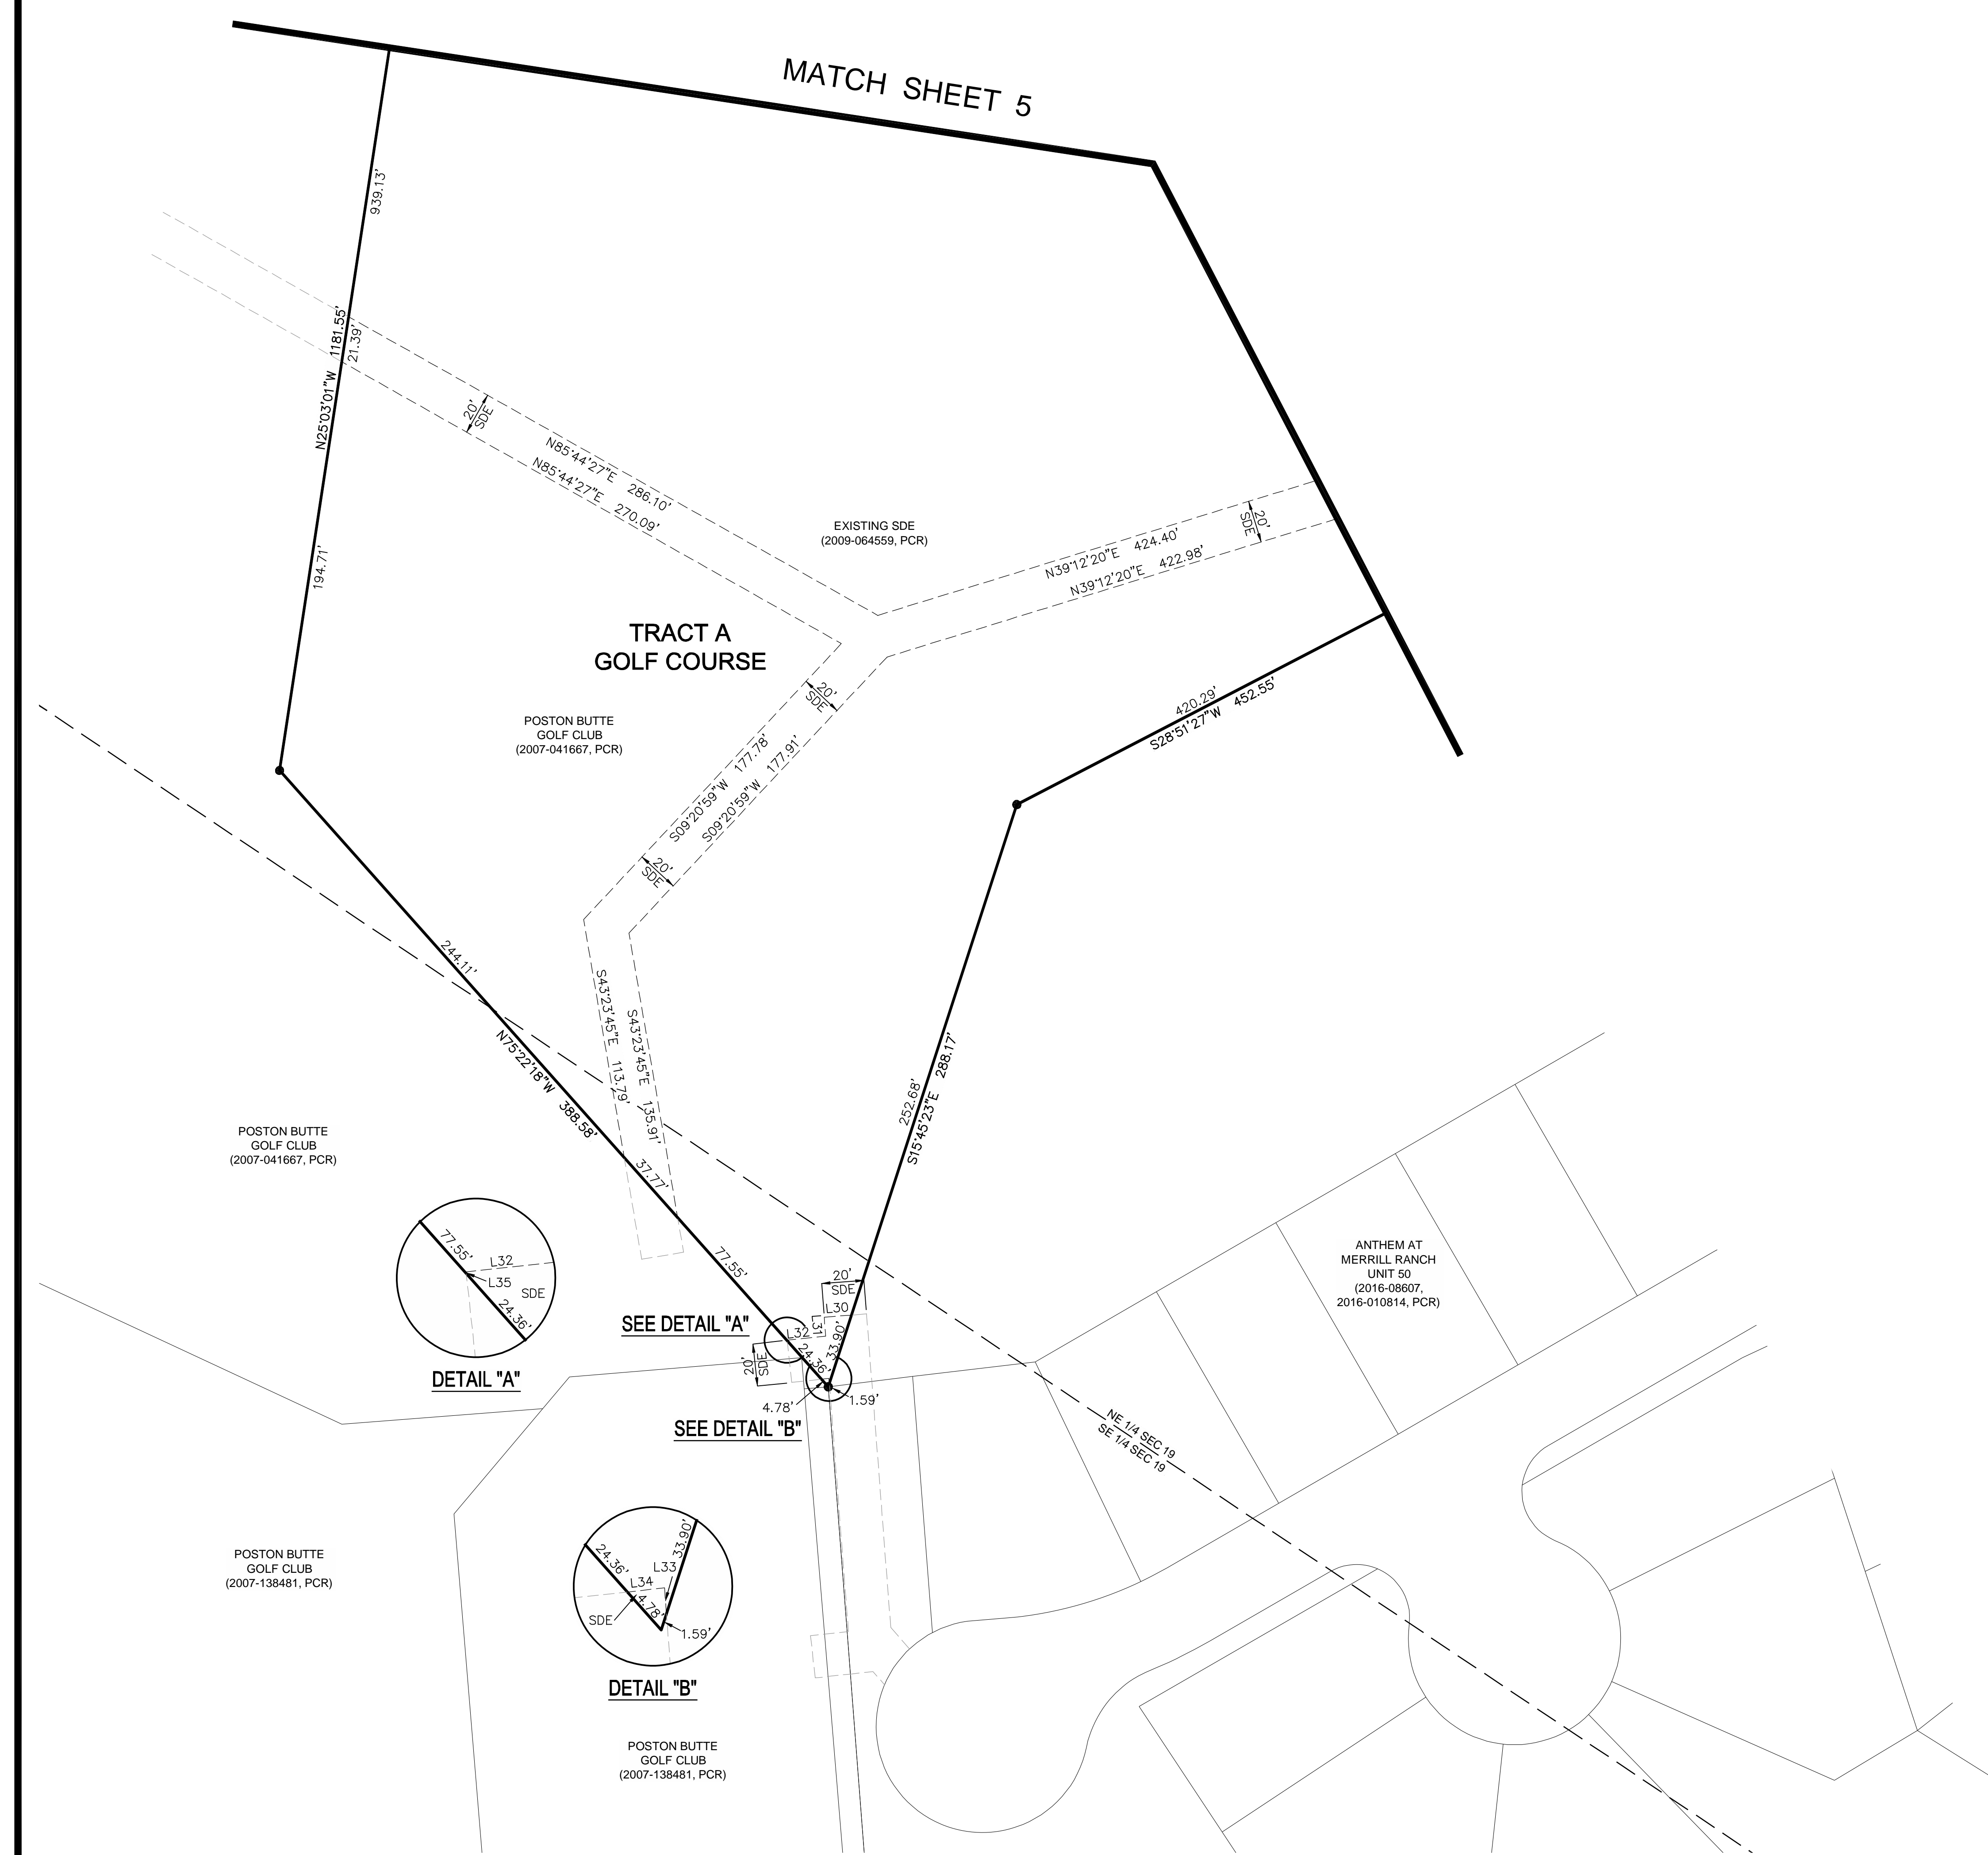 MATCH SHEET 5
939.13'
N25°03'01"W 1181.55'
21.39'
194.71'
20'
SDE
N85°44'27"E 286.10'
N85°44'27"E 270.09'
EXISTING SDE
(2009-064559, PCR)
N39°12'20"E 424.40'
N39°12'20"E 422.98'
20'
SDE
TRACT A
GOLF COURSE
20'
SDE
420.29'
S28°51'27"W 452.55'
POSTON BUTTE
GOLF CLUB
(2007-041667, PCR)
S09°20'59"W 177.78'
S09°20'59"W 177.91'
20'
SDE
244.11'
N75°22'18"W 388.58'
S43°23'45"E 113.79'
S43°23'45"E 135.91'
252.68'
S15°45'23"E 288.17'
POSTON BUTTE
GOLF CLUB
(2007-041667, PCR)
37.77'
77.55'
77.55'
L32
L35
SDE
24.36'
DETAIL "A"
SEE DETAIL "A"
20'
SDE
L30
L31
L32
33.90'
24.36'
20'
SDE
4.78'
1.59'
SEE DETAIL "B"
ANTHEM AT
MERRILL RANCH
UNIT 50
(2016-08607,
2016-010814, PCR)
NE 1/4 SEC 19
SE 1/4 SEC 19
POSTON BUTTE
GOLF CLUB
(2007-138481, PCR)
24.36'
33.90'
L33
L34
4.78'
SDE
1.59'
DETAIL "B"
POSTON BUTTE
GOLF CLUB
(2007-138481, PCR)